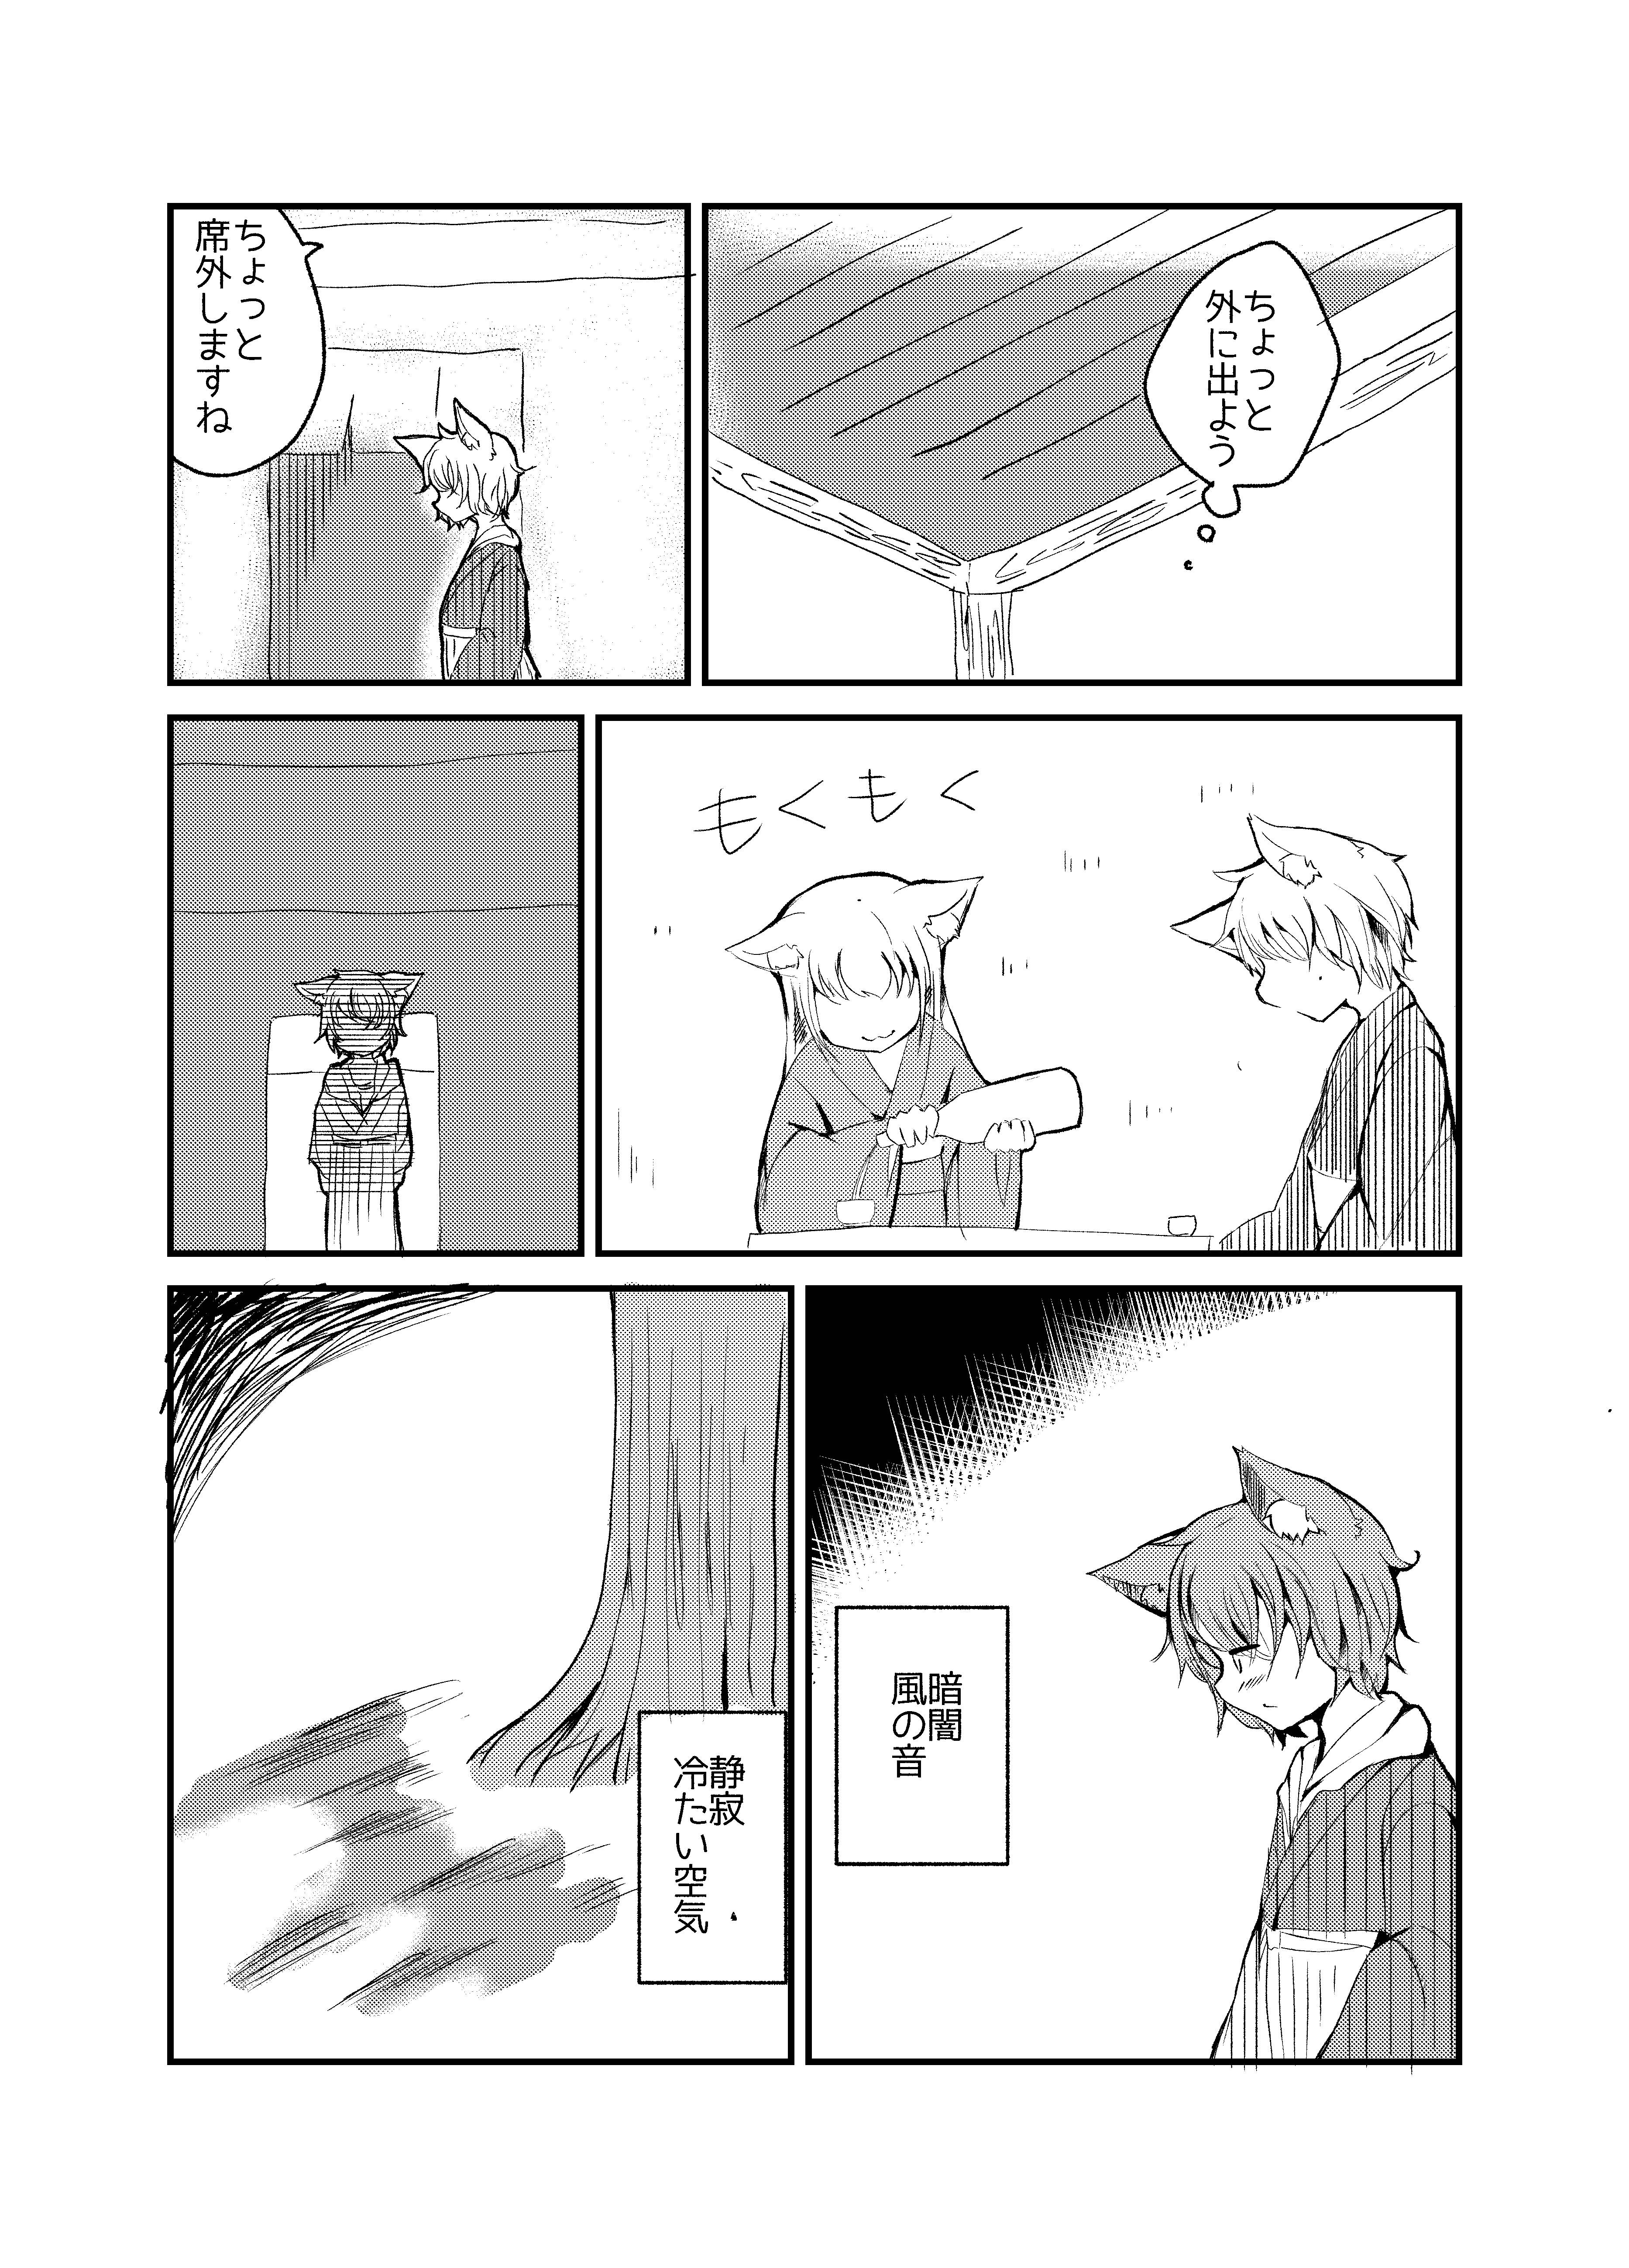 ちょっと
外に出よう
ちょっと
席外しますね
もくもく
暗闇
風の音
静寂
冷たい空気